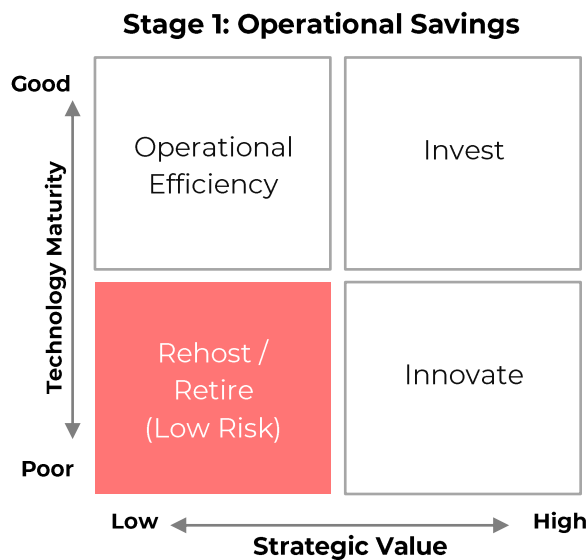 Stage 1: Operational Savings
Good
Operational
Efficiency
Invest
Technology Maturity
Rehost /
Retire
(Low Risk)
Innovate
Poor
Low
High
Strategic Value